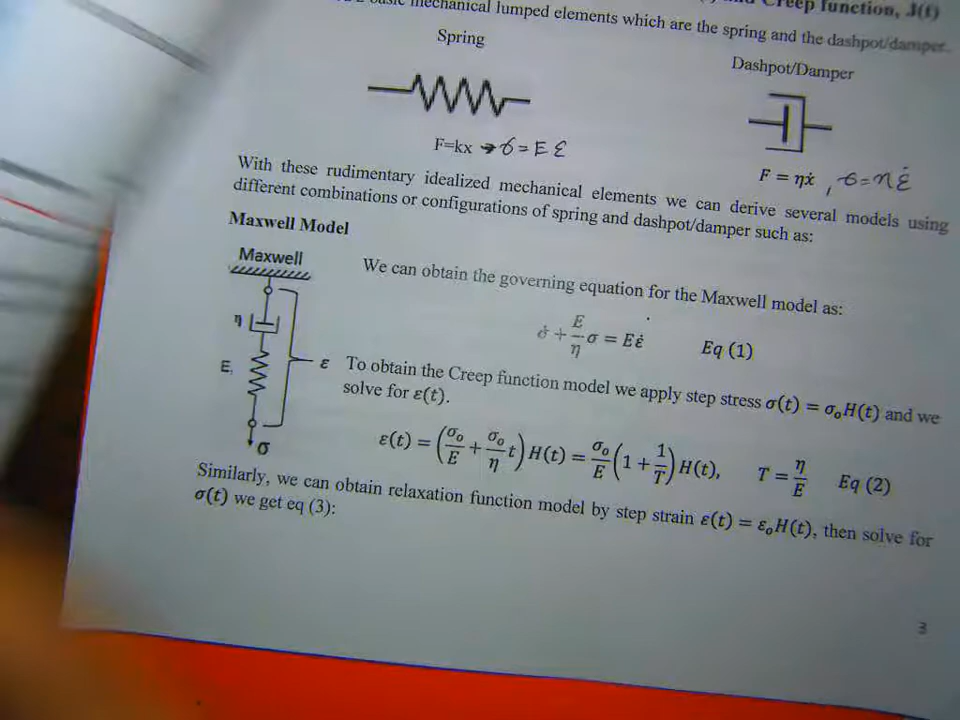 and Creep function, J(t)
basic mechanical lumped elements which are the spring and the dashpot/damper.
Spring
Dashpot/Damper
F=kx → σ = E ε
F = ηẋ , σ = η ε̇
With these rudimentary idealized mechanical elements we can derive several models using
different combinations or configurations of spring and dashpot/damper such as:
Maxwell Model
Maxwell
We can obtain the governing equation for the Maxwell model as:
η
σ̇ + E/η σ = Eε̇ Eq (1)
E,
ε
To obtain the Creep function model we apply step stress σ(t) = σₒH(t) and we
solve for ε(t).
σ
ε(t) = (σₒ/E + σₒ/η t) H(t) = σₒ/E (1 + 1/T) H(t), T = η/E Eq (2)
Similarly, we can obtain relaxation function model by step strain ε(t) = εₒH(t), then solve for
σ(t) we get eq (3):
3